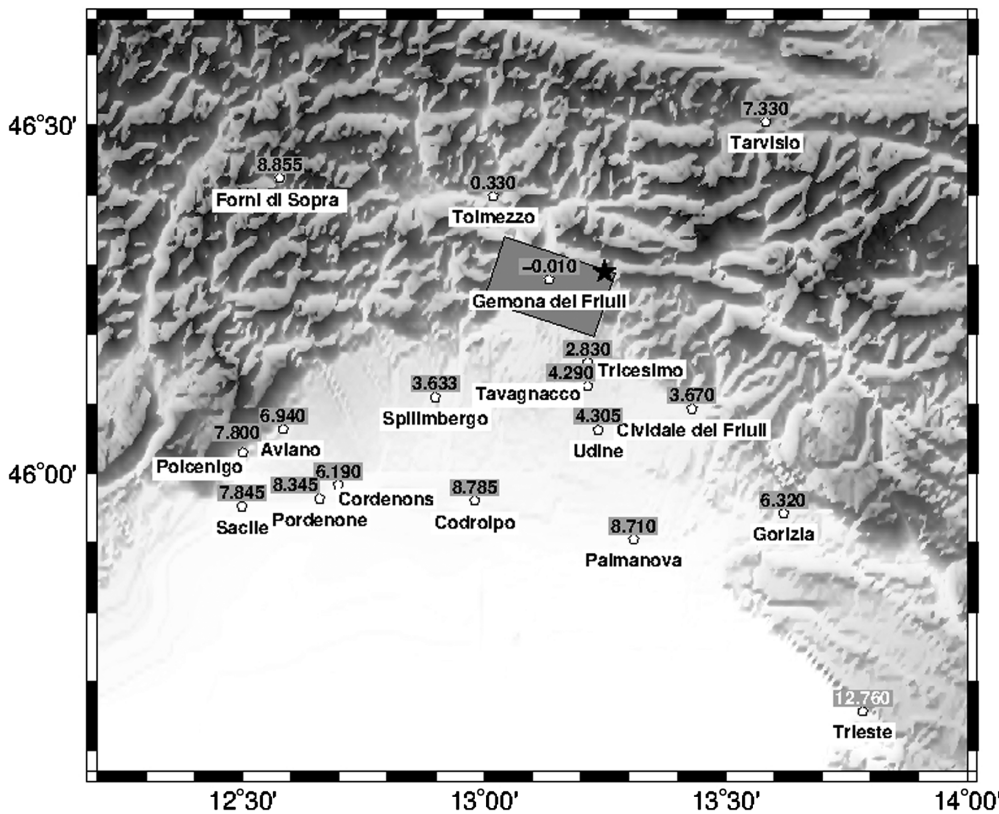 46°30'
7.330
Tarvisio
8.855
Forni di Sopra
0.330
Tolmezzo
−0.010
Gemona del Friuli
2.830
Tricesimo
4.290
Tavagnacco
3.633
Spilimbergo
3.670
Cividale del Friuli
4.305
Udine
6.940
Aviano
7.800
Polcenigo
46°00'
6.190
Cordenons
8.345
Pordenone
7.845
Sacile
8.785
Codroipo
6.320
Gorizia
8.710
Palmanova
12.760
Trieste
12°30'
13°00'
13°30'
14°00'